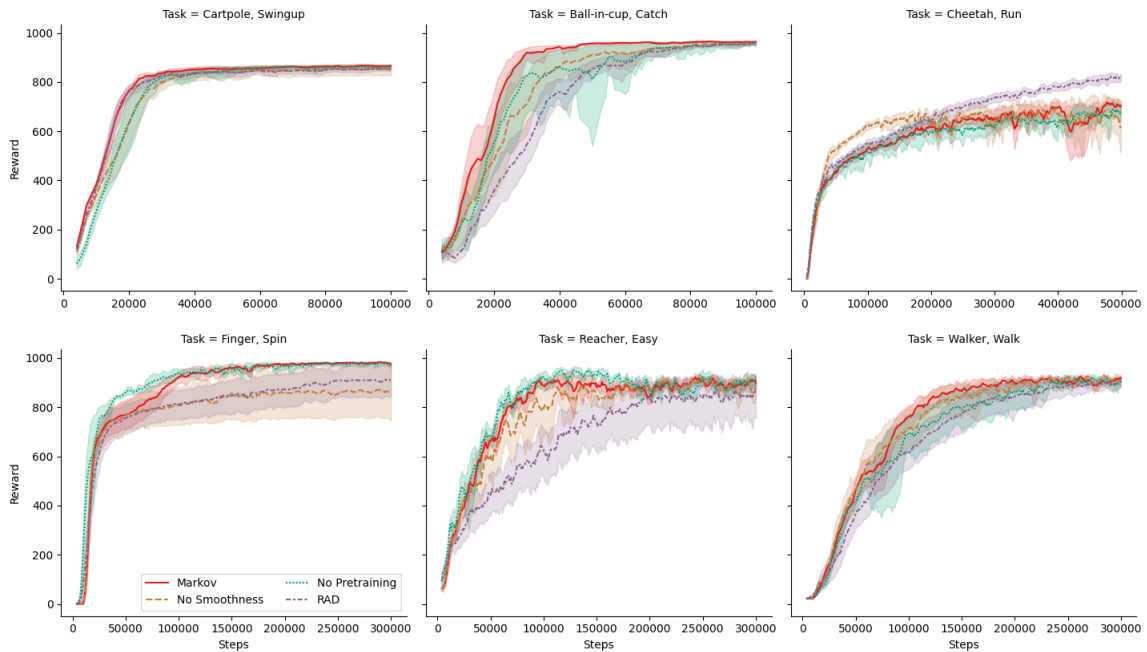 Task = Cartpole, Swingup
Task = Ball-in-cup, Catch
Task = Cheetah, Run
1000
800
600
400
200
0
Reward
0 20000 40000 60000 80000 100000
0 20000 40000 60000 80000 100000
0 100000 200000 300000 400000 500000
Task = Finger, Spin
Task = Reacher, Easy
Task = Walker, Walk
1000
800
600
400
200
0
Reward
Markov
No Smoothness
No Pretraining
RAD
0 50000 100000 150000 200000 250000 300000
0 50000 100000 150000 200000 250000 300000
0 50000 100000 150000 200000 250000 300000
Steps
Steps
Steps